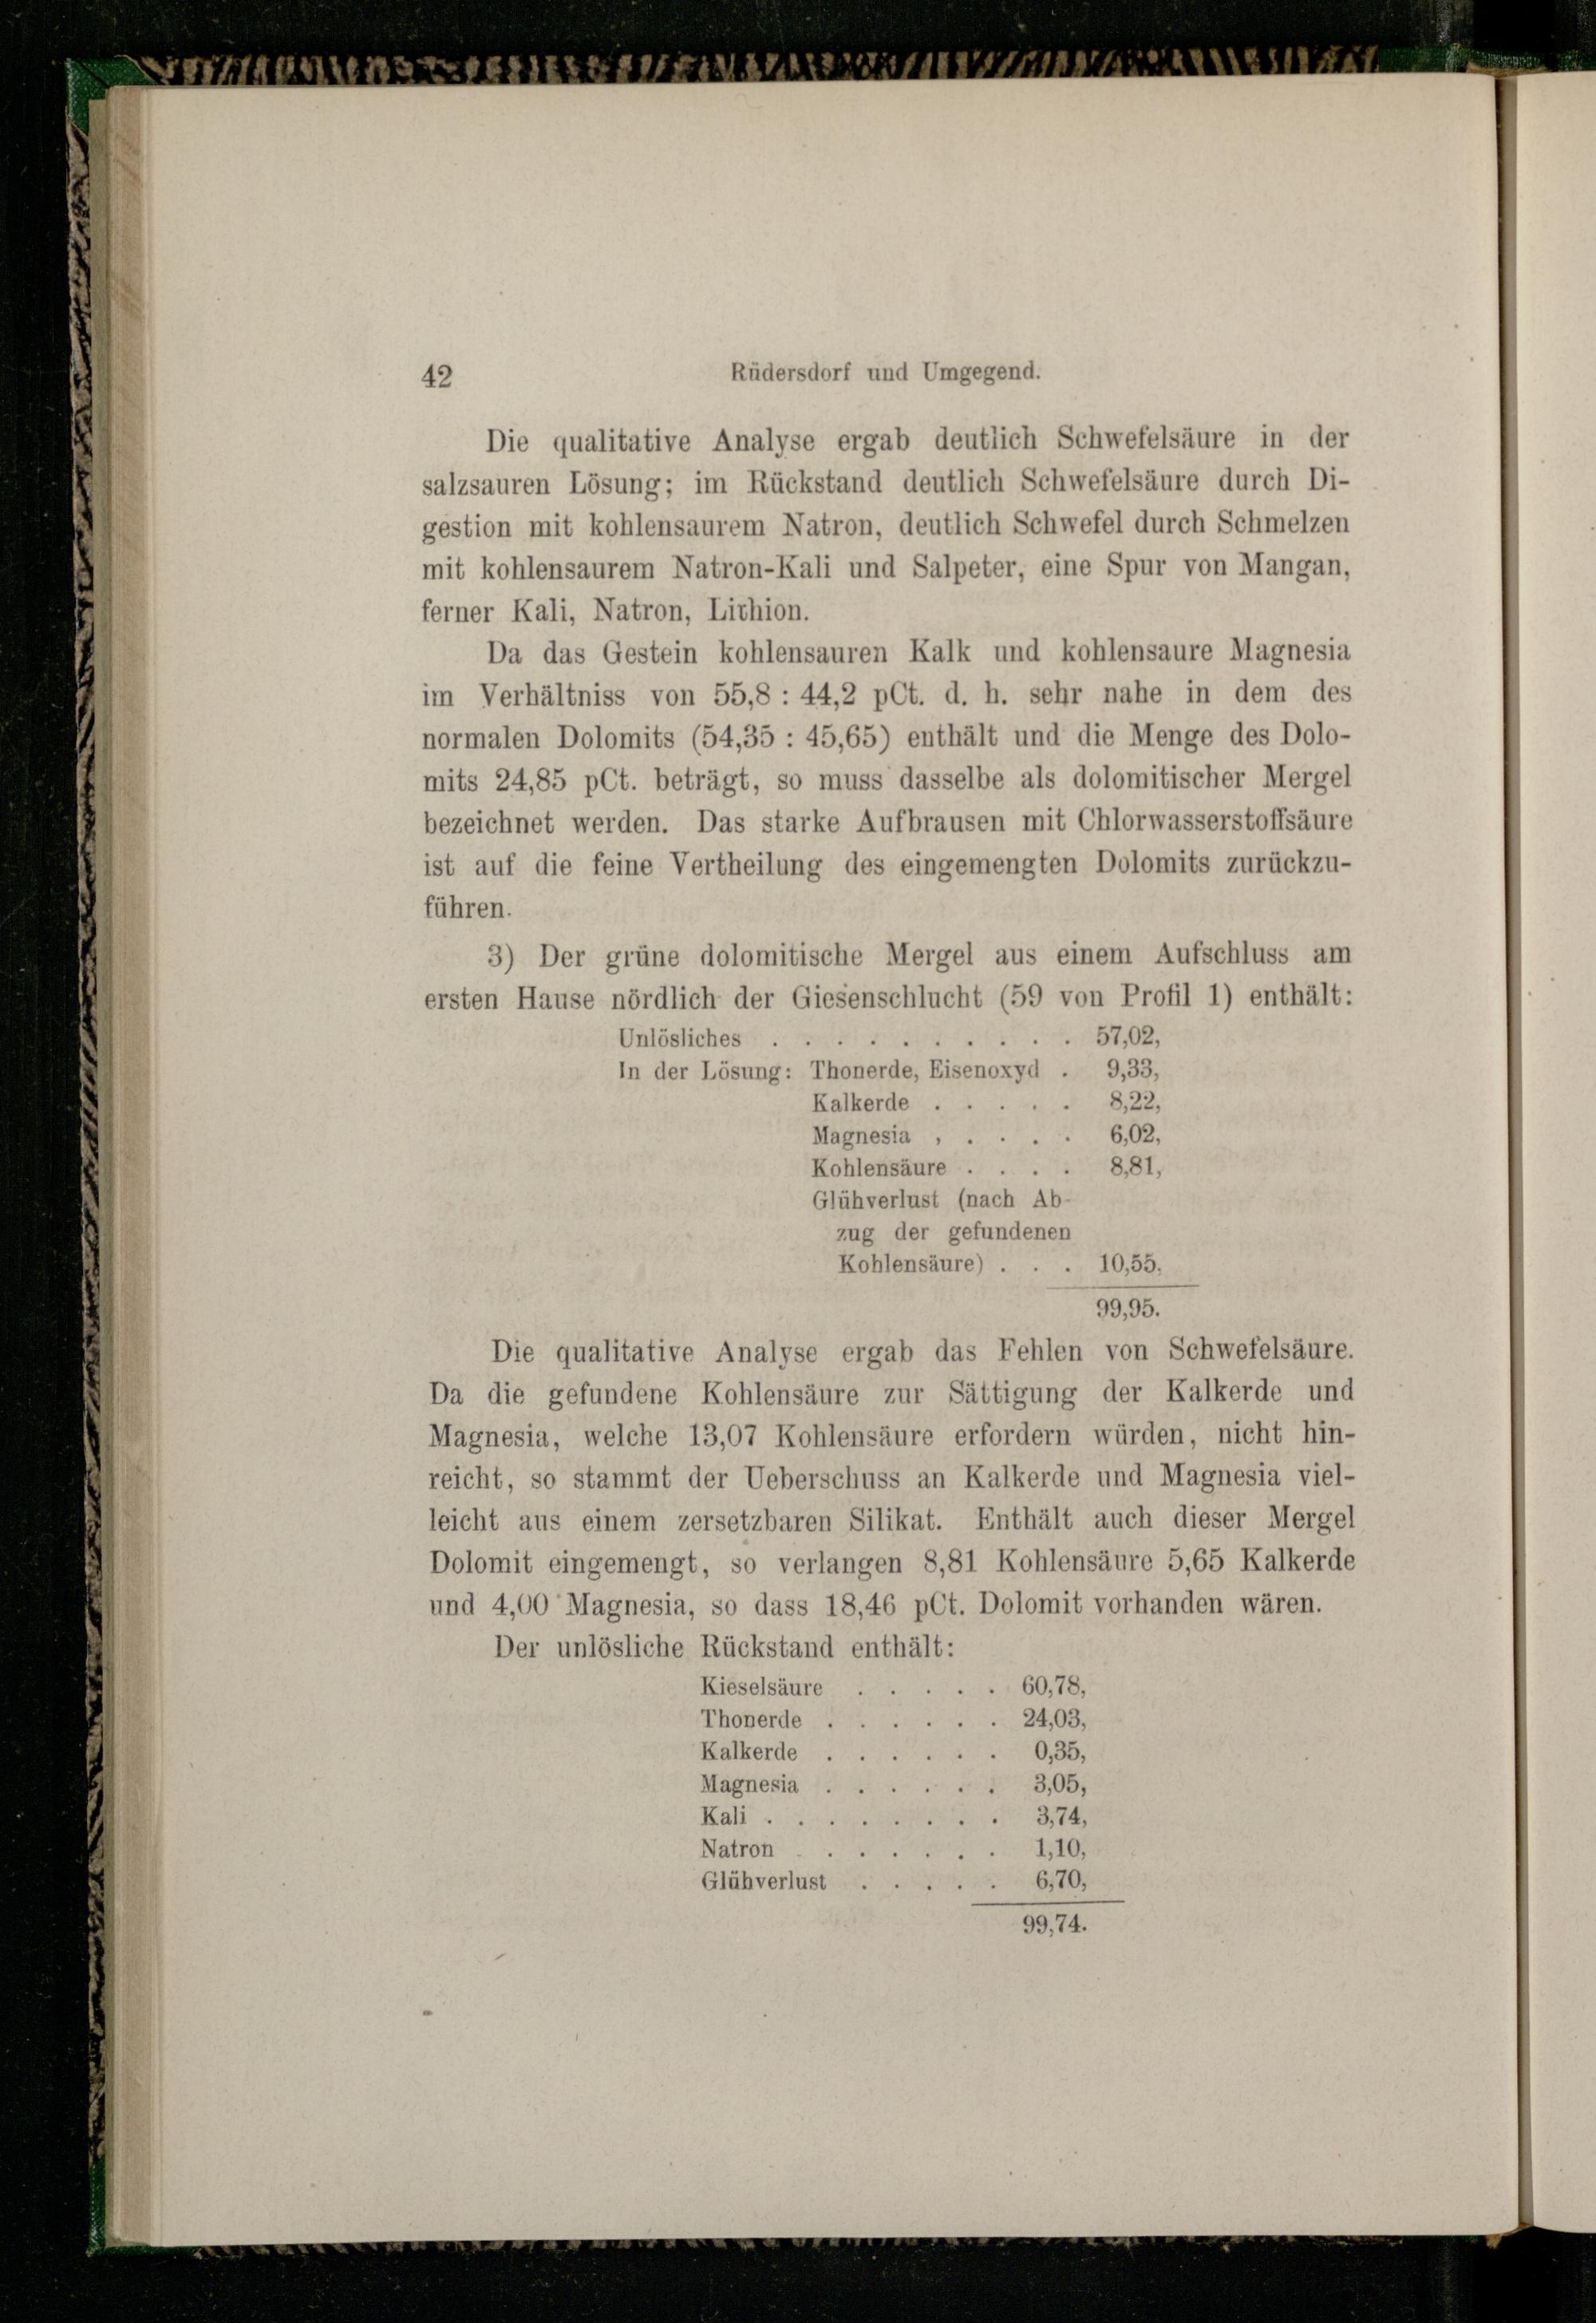 42 Rüdersdorf und Umgegend.
Die qualitative Analyse ergab deutlich Schwefelsäure in der
salzsauren Lösung; im Rückstand deutlich Schwefelsäure durch Di-
gestion mit kohlensaurem Natron, deutlich Schwefel durch Schmelzen
mit kohlensaurem Natron-Kali und Salpeter, eine Spur von Mangan,
ferner Kali, Natron, Lithion.
Da das Gestein kohlensauren Kalk und kohlensaure Magnesia
im Verhältniss von 55,8 : 44,2 pCt. d. h. sehr nahe in dem des
normalen Dolomits (54,35 : 45,65) enthält und die Menge des Dolo-
mits 24,85 pCt. beträgt, so muss dasselbe als dolomitischer Mergel
bezeichnet werden. Das starke Aufbrausen mit Chlorwasserstoffsäure
ist auf die feine Vertheilung des eingemengten Dolomits zurückzu-
führen.
3) Der grüne dolomitische Mergel aus einem Aufschluss am
ersten Hause nördlich der Giesenschlucht (59 von Profil 1) enthält:
Unlösliches . . . . . . . . . . 57,02,
In der Lösung: Thonerde, Eisenoxyd . 9,33,
Kalkerde . . . . . 8,22,
Magnesia , . . . . 6,02,
Kohlensäure . . . . 8,81,
Glühverlust (nach Ab-
zug der gefundenen
Kohlensäure) . . . 10,55,
99,95.
Die qualitative Analyse ergab das Fehlen von Schwefelsäure.
Da die gefundene Kohlensäure zur Sättigung der Kalkerde und
Magnesia, welche 13,07 Kohlensäure erfordern würden, nicht hin-
reicht, so stammt der Ueberschuss an Kalkerde und Magnesia viel-
leicht aus einem zersetzbaren Silikat. Enthält auch dieser Mergel
Dolomit eingemengt, so verlangen 8,81 Kohlensäure 5,65 Kalkerde
und 4,00 Magnesia, so dass 18,46 pCt. Dolomit vorhanden wären.
Der unlösliche Rückstand enthält:
Kieselsäure . . . . . 60,78,
Thonerde . . . . . . 24,03,
Kalkerde . . . . . . 0,35,
Magnesia . . . . . . 3,05,
Kali . . . . . . . . 3,74,
Natron . . . . . . . 1,10,
Glühverlust . . . . . 6,70,
99,74.